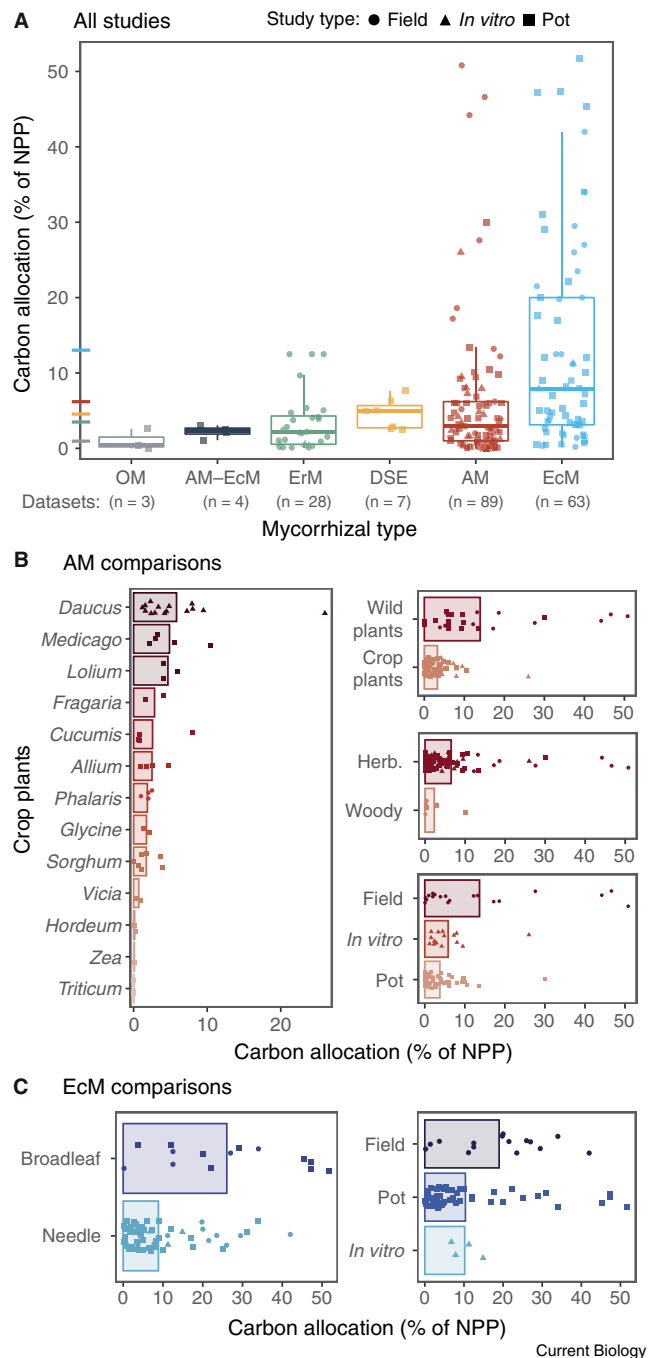 A All studies
Study type: Field In vitro Pot
Carbon allocation (% of NPP)
50
40
30
20
10
0
OM AM–EcM ErM DSE AM EcM
Datasets: (n = 3) (n = 4) (n = 28) (n = 7) (n = 89) (n = 63)
Mycorrhizal type
B AM comparisons
Crop plants
Daucus
Medicago
Lolium
Fragaria
Cucumis
Allium
Phalaris
Glycine
Sorghum
Vicia
Hordeum
Zea
Triticum
0 10 20
Wild
plants
Crop
plants
0 10 20 30 40 50
Herb.
Woody
0 10 20 30 40 50
Field
In vitro
Pot
0 10 20 30 40 50
Carbon allocation (% of NPP)
C EcM comparisons
Broadleaf
Needle
0 10 20 30 40 50
Field
Pot
In vitro
0 10 20 30 40 50
Carbon allocation (% of NPP)
Current Biology